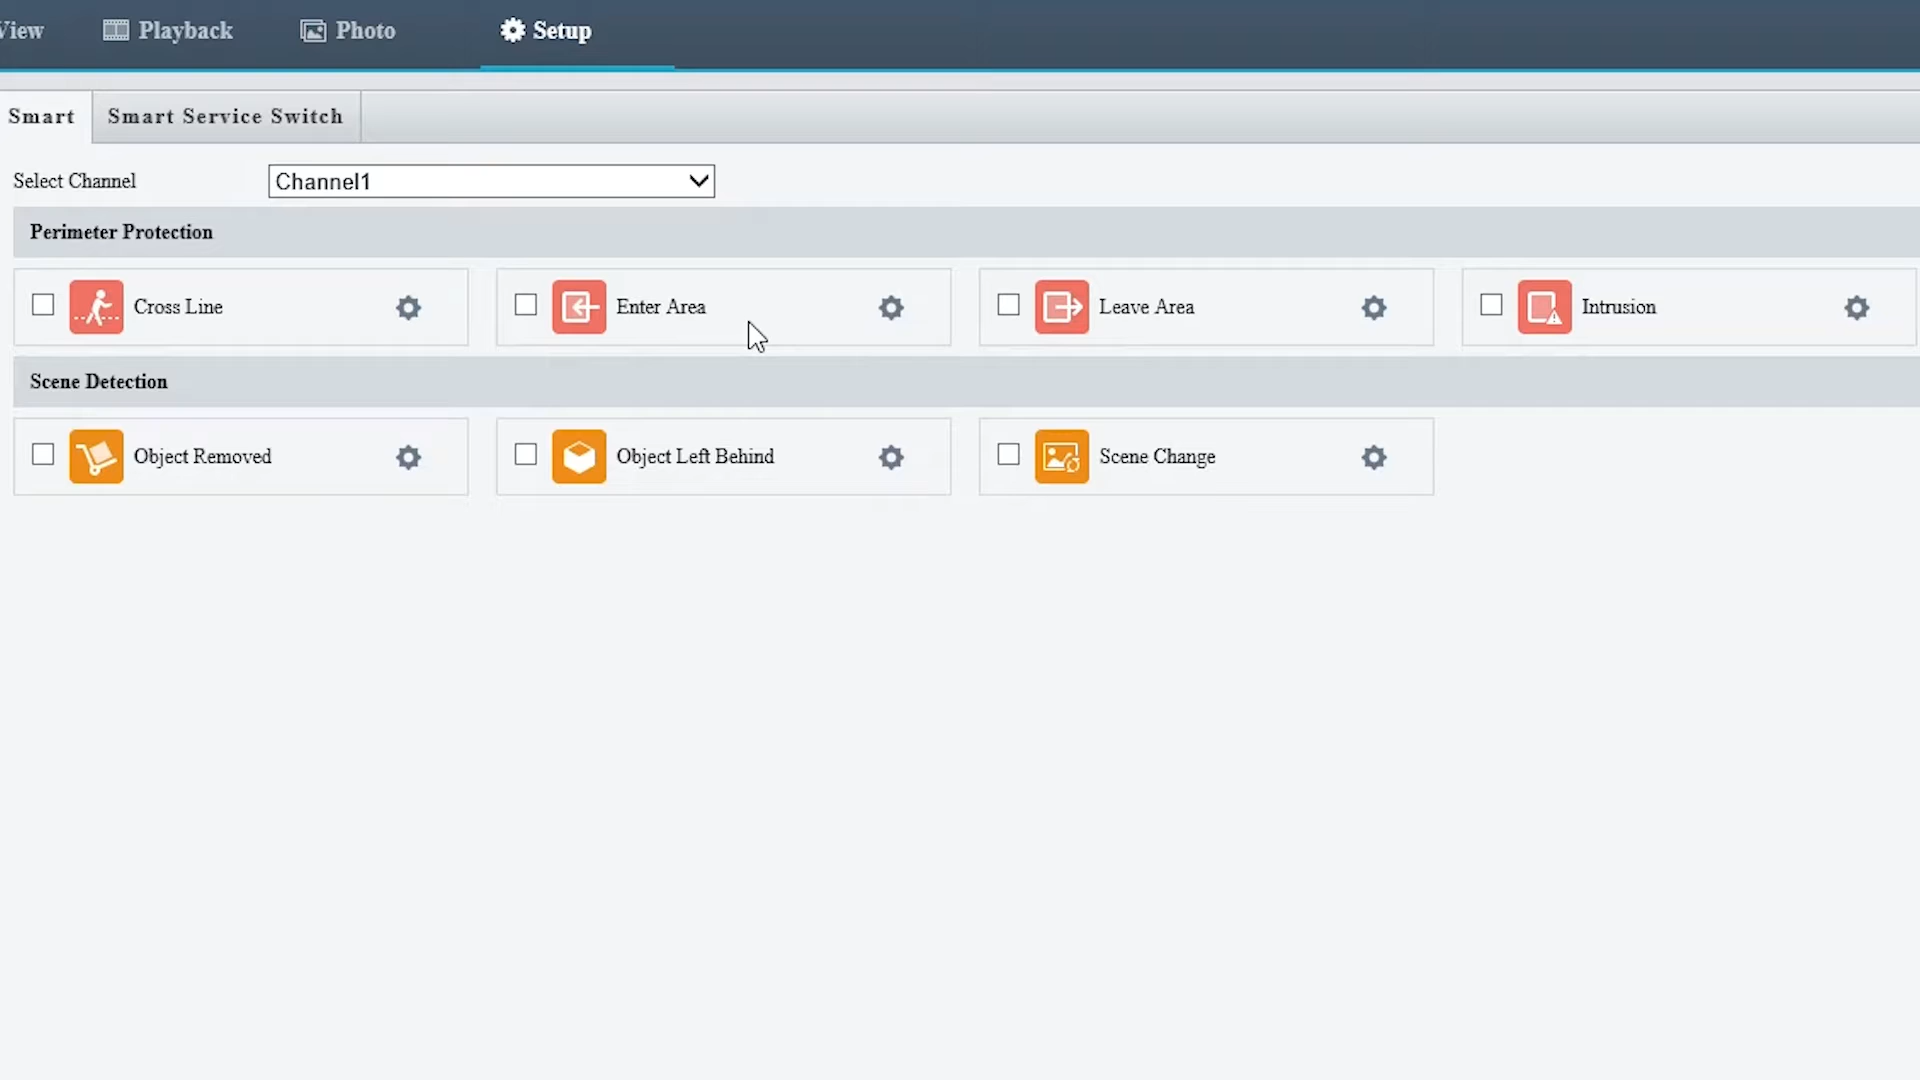 View Playback Photo Setup
Smart Smart Service Switch
Select Channel Channel1
Perimeter Protection
Cross Line Enter Area Leave Area Intrusion
Scene Detection
Object Removed Object Left Behind Scene Change